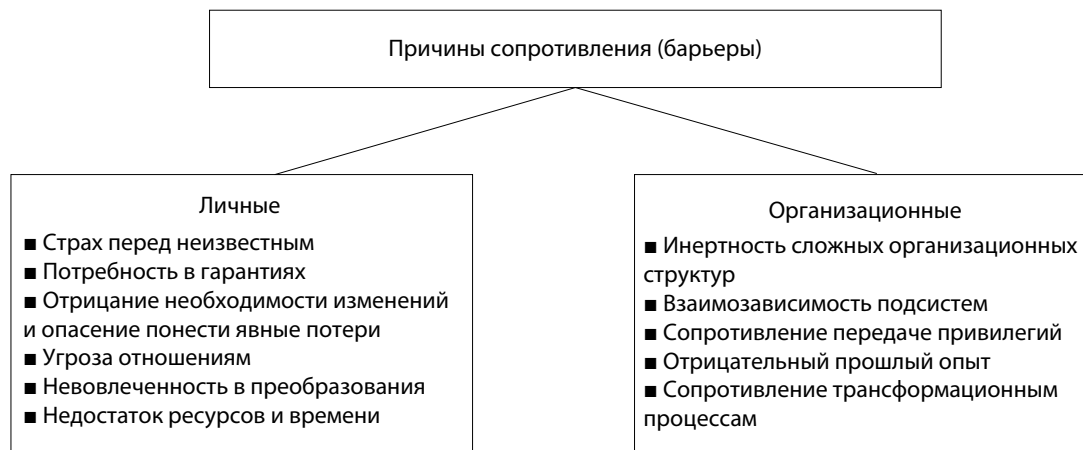 Причины сопротивления (барьеры)
Личные
■ Страх перед неизвестным
■ Потребность в гарантиях
■ Отрицание необходимости изменений
и опасение понести явные потери
■ Угроза отношениям
■ Невовлеченность в преобразования
■ Недостаток ресурсов и времени
Организационные
■ Инертность сложных организационных
структур
■ Взаимозависимость подсистем
■ Сопротивление передаче привилегий
■ Отрицательный прошлый опыт
■ Сопротивление трансформационным
процессам